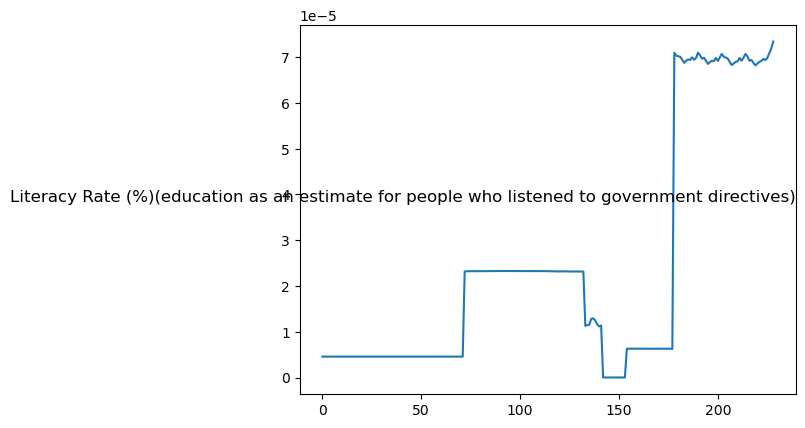 1e−5
7
6
5
Literacy Rate (%)(education as an estimate for people who listened to government directives)
4
3
2
1
0
0 50 100 150 200